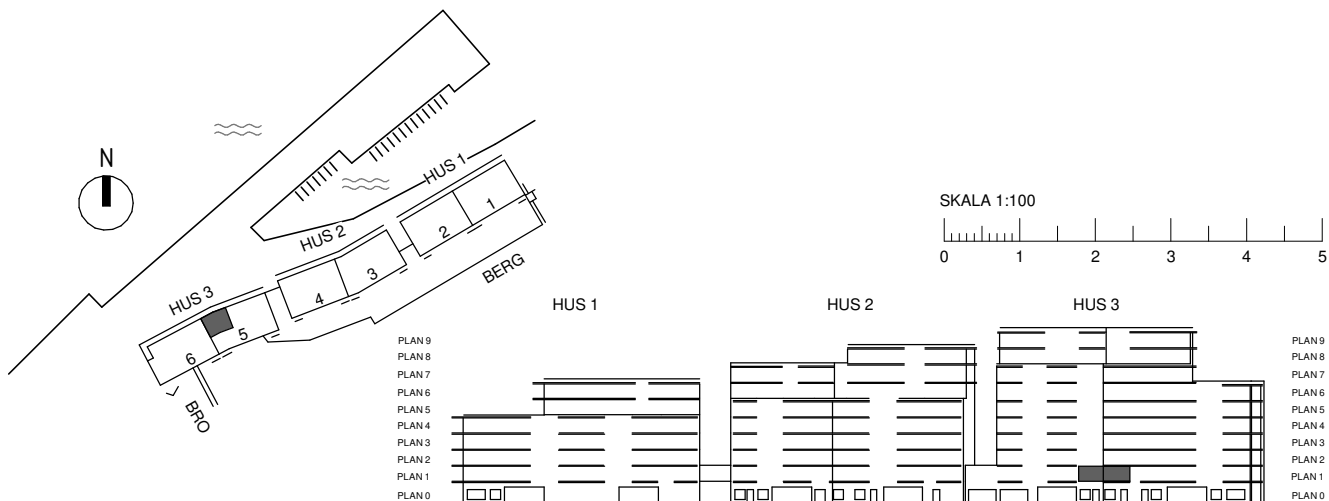 N
HUS 1
HUS 2
HUS 3
1
2
3
4
5
6
BERG
BRO
SKALA 1:100
0 1 2 3 4 5
HUS 1 HUS 2 HUS 3
PLAN 9 PLAN 9
PLAN 8 PLAN 8
PLAN 7 PLAN 7
PLAN 6 PLAN 6
PLAN 5 PLAN 5
PLAN 4 PLAN 4
PLAN 3 PLAN 3
PLAN 2 PLAN 2
PLAN 1 PLAN 1
PLAN 0 PLAN 0